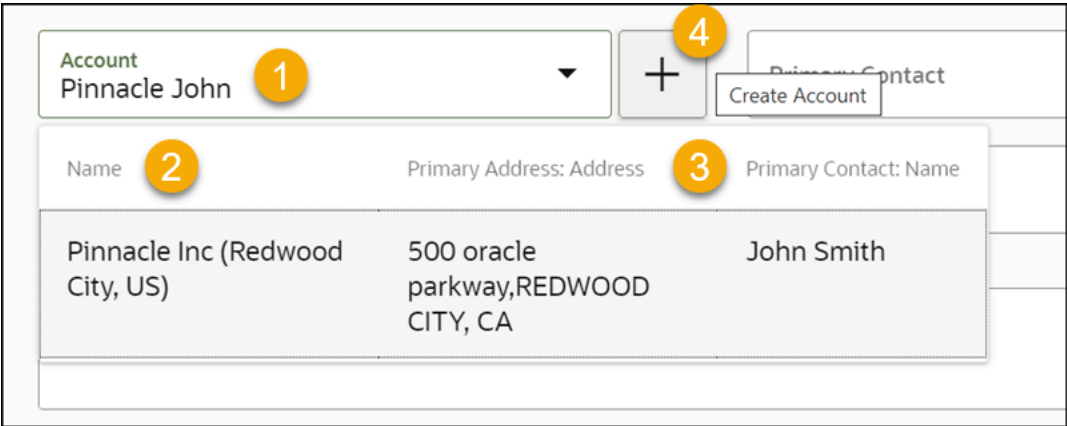 Account
Pinnacle John
1
4
Primary Contact
Create Account
Name
2
Primary Address: Address
3
Primary Contact: Name
Pinnacle Inc (Redwood
City, US)
500 oracle
parkway,REDWOOD
CITY, CA
John Smith